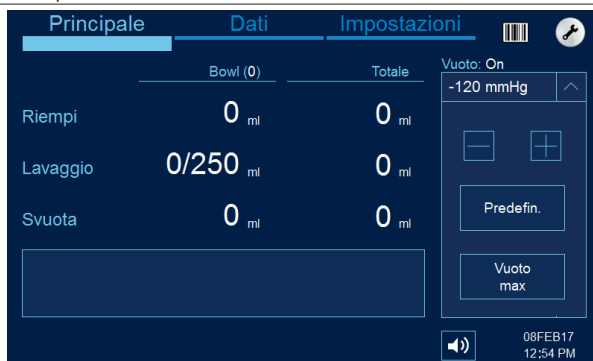 Principale Dati Impostazioni
Vuoto: On
Bowl (0) Totale
-120 mmHg
Riempi 0 ml 0 ml
Lavaggio 0/250 ml 0 ml
Svuota 0 ml 0 ml
Predefin.
Vuoto
max
08FEB17
12:54 PM